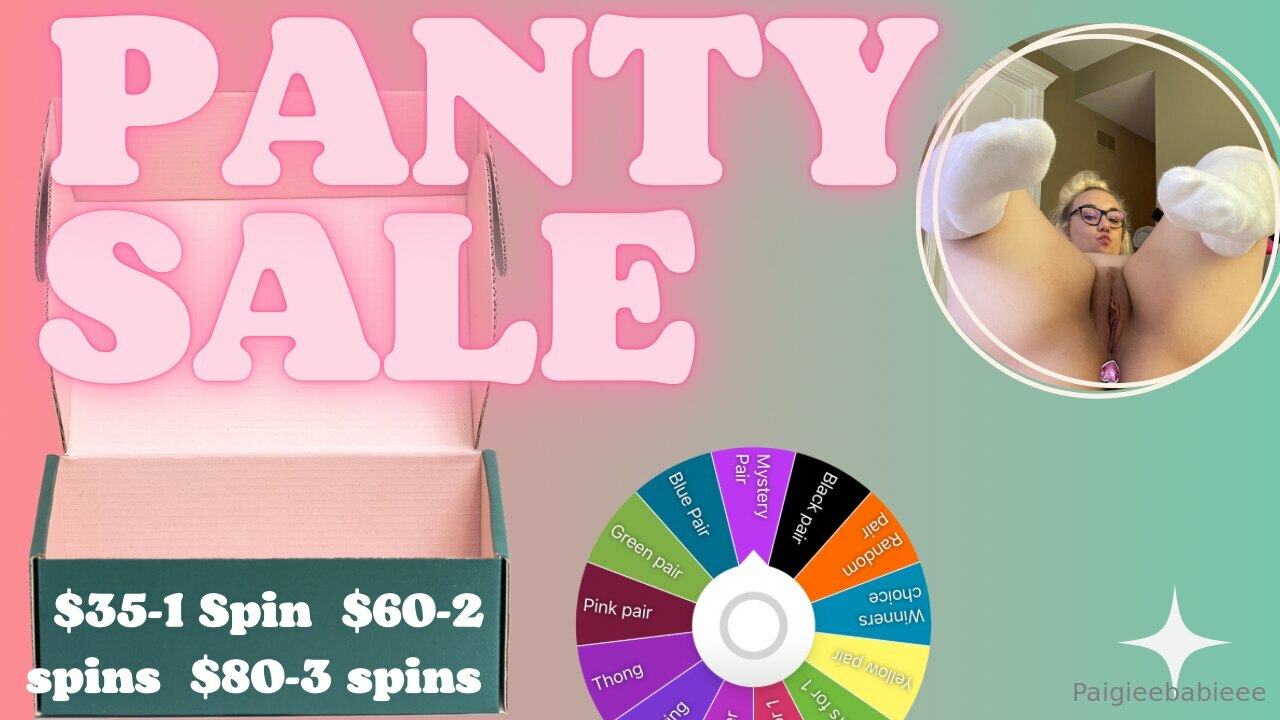 PANTY
SALE
$35-1 Spin $60-2
spins $80-3 spins
Mystery
Pair
Black pair
Random
pair
Winners
choice
Yellow pair
Blue Pair
Green pair
Pink pair
Thong
Paigieebabieee